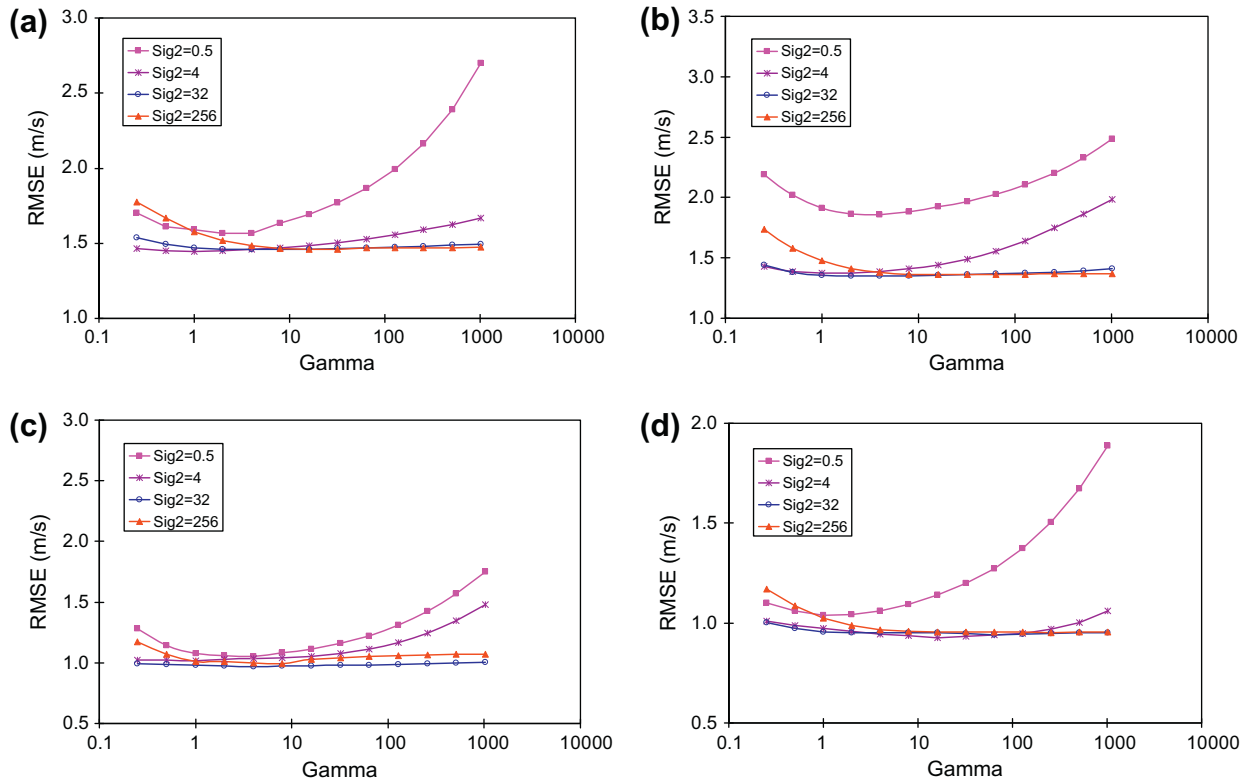 (a)
3.0
2.5
2.0
1.5
1.0
RMSE (m/s)
Sig2=0.5
Sig2=4
Sig2=32
Sig2=256
0.1 1 10 100 1000 10000
Gamma
(b)
3.5
3.0
2.5
2.0
1.5
1.0
RMSE (m/s)
Sig2=0.5
Sig2=4
Sig2=32
Sig2=256
0.1 1 10 100 1000 10000
Gamma
(c)
3.0
2.5
2.0
1.5
1.0
0.5
RMSE (m/s)
Sig2=0.5
Sig2=4
Sig2=32
Sig2=256
0.1 1 10 100 1000 10000
Gamma
(d)
2.0
1.5
1.0
0.5
RMSE (m/s)
Sig2=0.5
Sig2=4
Sig2=32
Sig2=256
0.1 1 10 100 1000 10000
Gamma